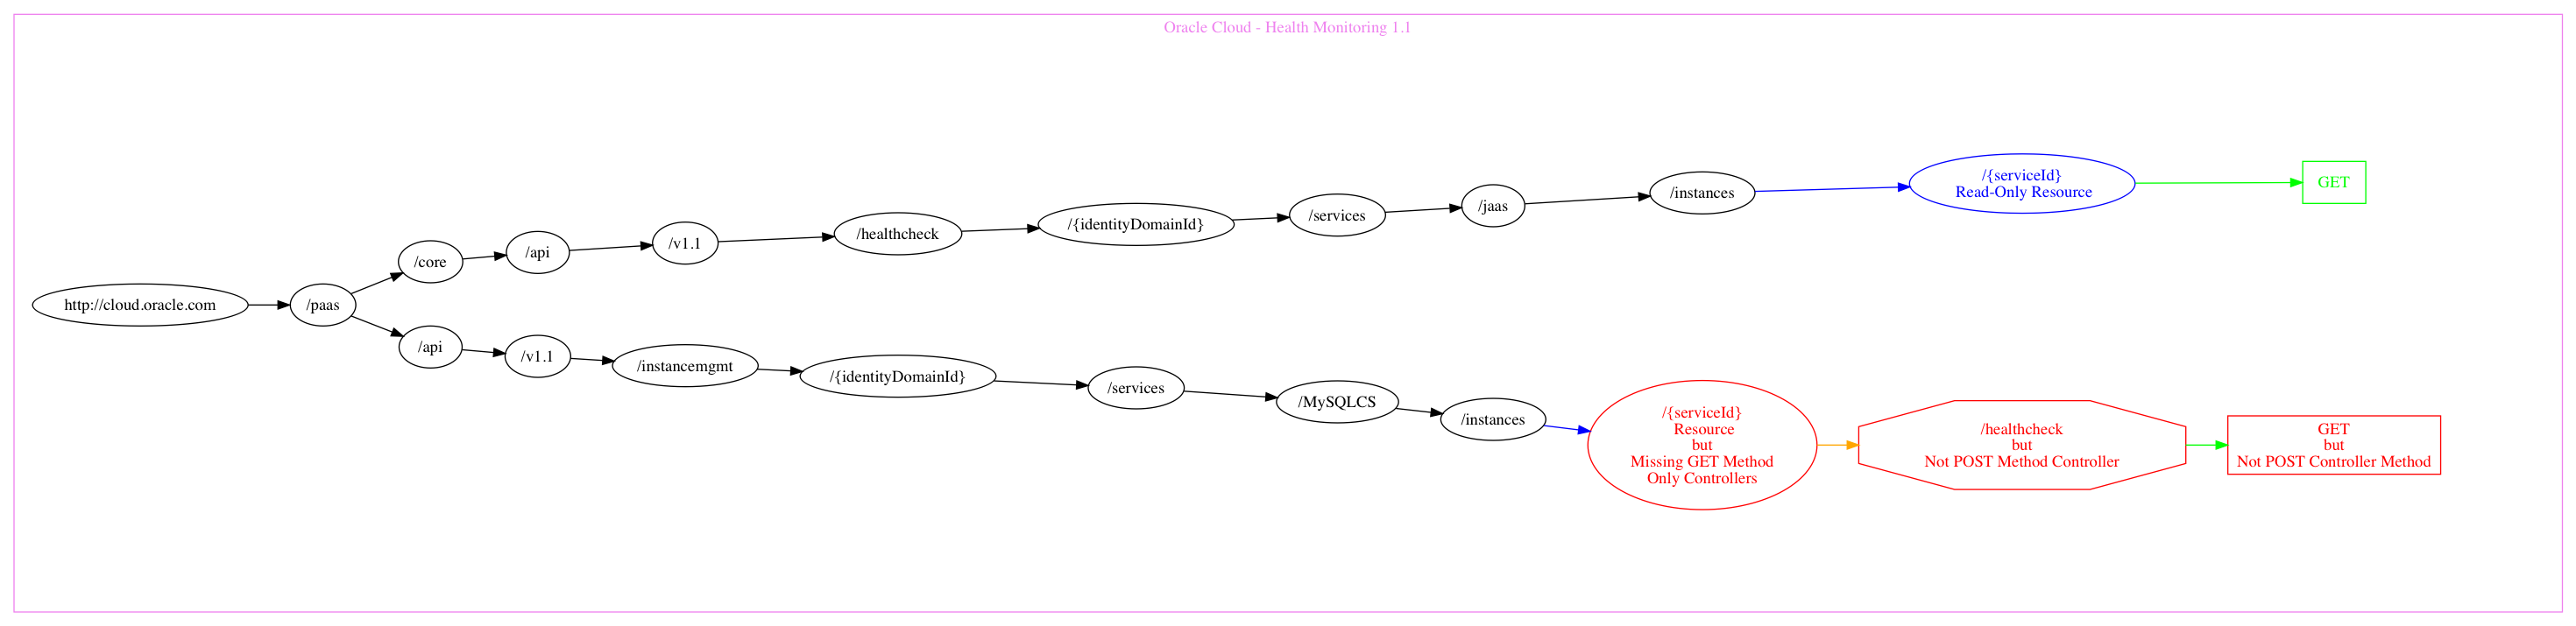 Oracle Cloud - Health Monitoring 1.1
http://cloud.oracle.com
/paas
/core
/api
/v1.1
/healthcheck
/{identityDomainId}
/services
/jaas
/instances
/{serviceId}
Read-Only Resource
GET
/api
/v1.1
/instancemgmt
/{identityDomainId}
/services
/MySQLCS
/instances
/{serviceId}
Resource
but
Missing GET Method
Only Controllers
/healthcheck
but
Not POST Method Controller
GET
but
Not POST Controller Method